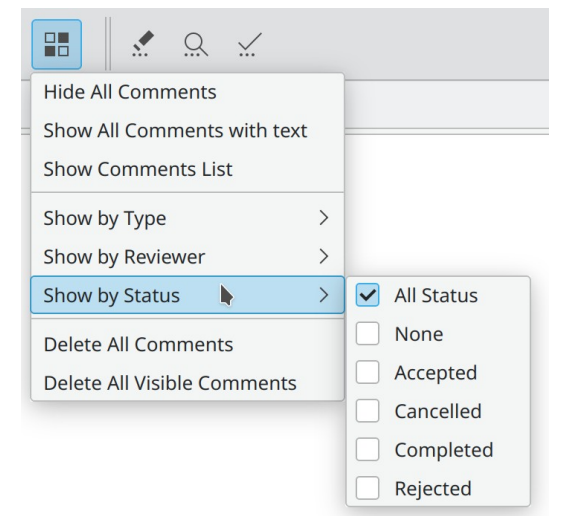 Hide All Comments
Show All Comments with text
Show Comments List
Show by Type
Show by Reviewer
Show by Status
Delete All Comments
Delete All Visible Comments
All Status
None
Accepted
Cancelled
Completed
Rejected